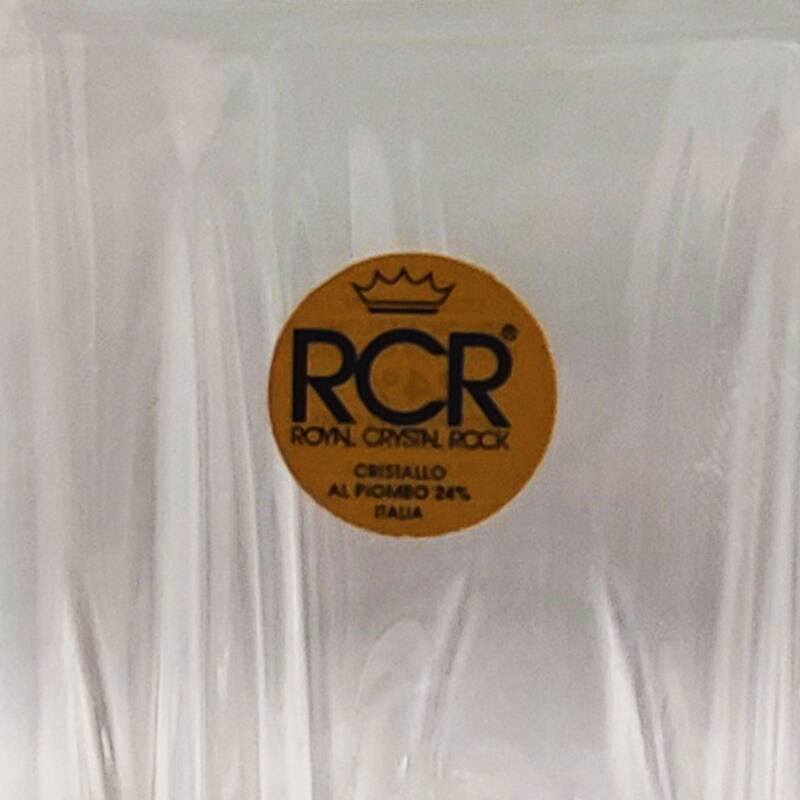 RCR®
ROYAL CRYSTAL ROCK
CRISTALLO
AL PIOMBO 24%
ITALIA